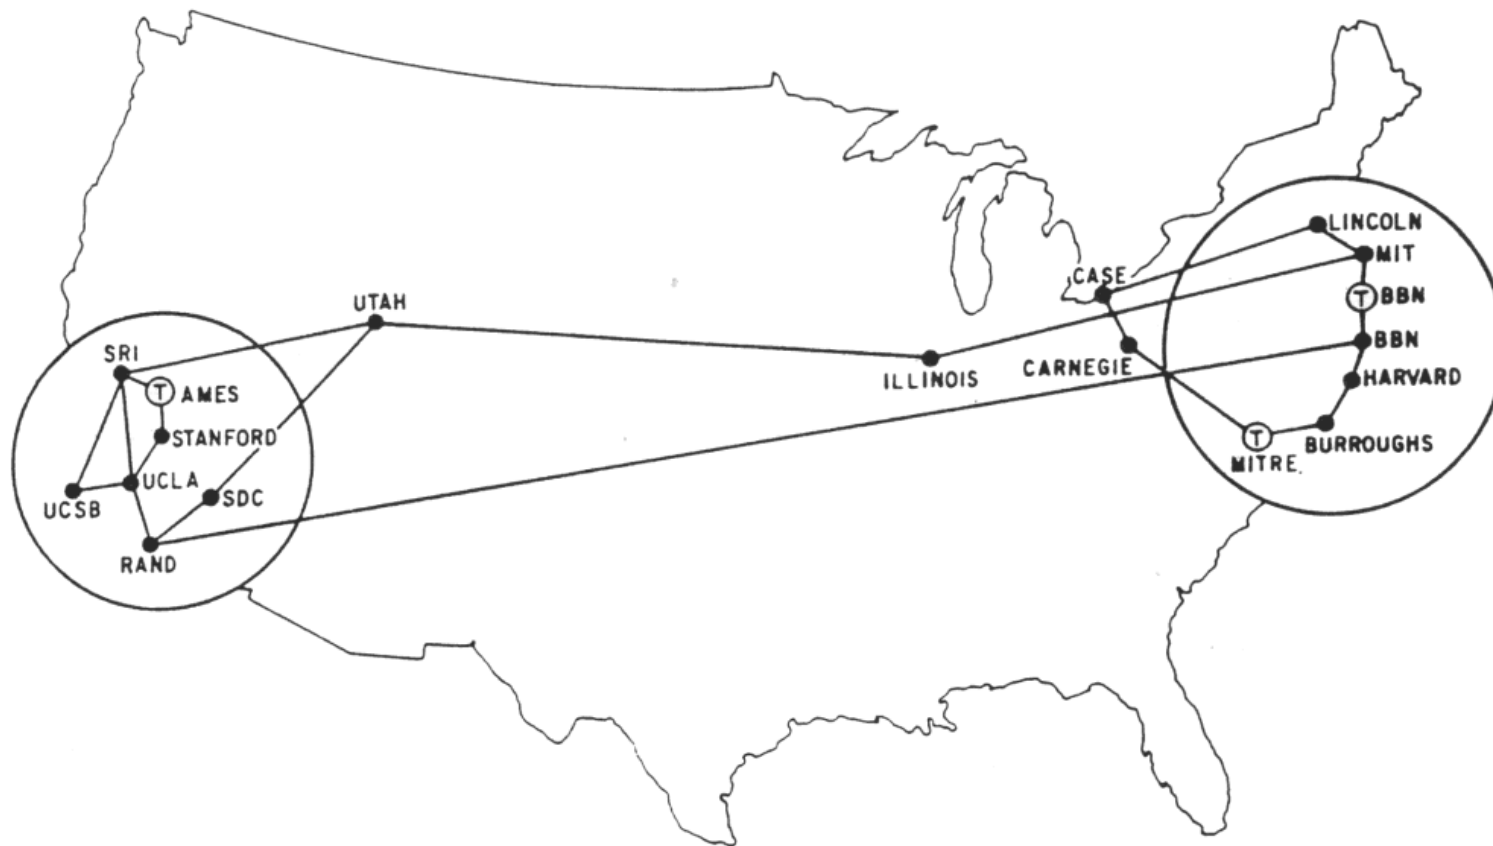 LINCOLN
MIT
T BBN
CASE
UTAH
BBN
SRI
CARNEGIE
ILLINOIS
HARVARD
T AMES
STANFORD
T
BURROUGHS
MITRE
UCLA
SDC
UCSB
RAND